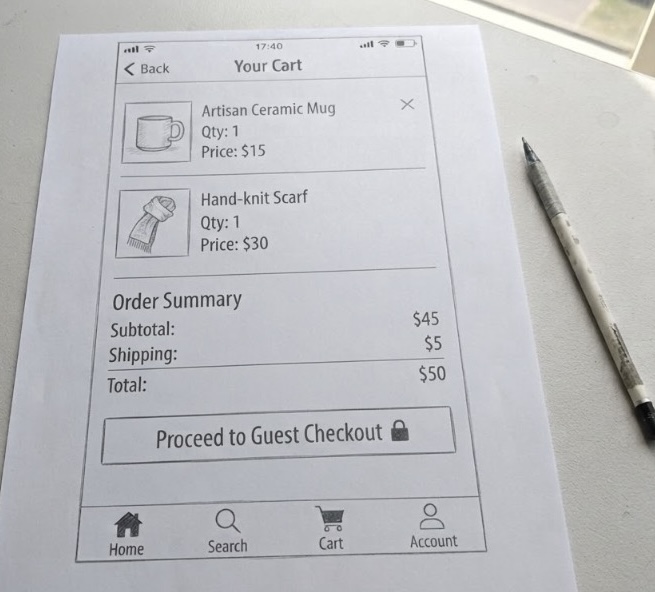 17:40
Back
Your Cart
Artisan Ceramic Mug
Qty: 1
Price: $15
Hand-knit Scarf
Qty: 1
Price: $30
Order Summary
Subtotal: $45
Shipping: $5
Total: $50
Proceed to Guest Checkout
Home Search Cart Account